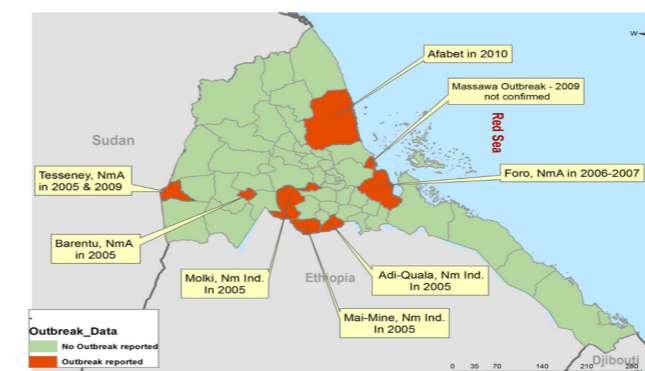 W
Afabet in 2010
Massawa Outbreak - 2009
not confirmed
Sudan
Red Sea
Tesseney, NmA
in 2005 & 2009
Foro, NmA in 2006-2007
Barentu, NmA
in 2005
Molki, Nm Ind.
In 2005
Ethiopia
Adi-Quala, Nm Ind.
In 2005
Mai-Mine, Nm Ind.
In 2005
Outbreak_Data
No Outbreak reported
Outbreak reported
Djibouti
0 35 70 140 210 280